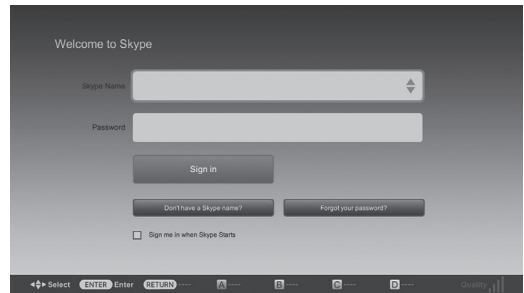 Welcome to Skype
Skype Name
Password
Sign in
Don't have a Skype name? Forgot your password?
Sign me in when Skype Starts
Select ENTER Enter RETURN ---- A ---- B ---- C ---- D ---- Quality